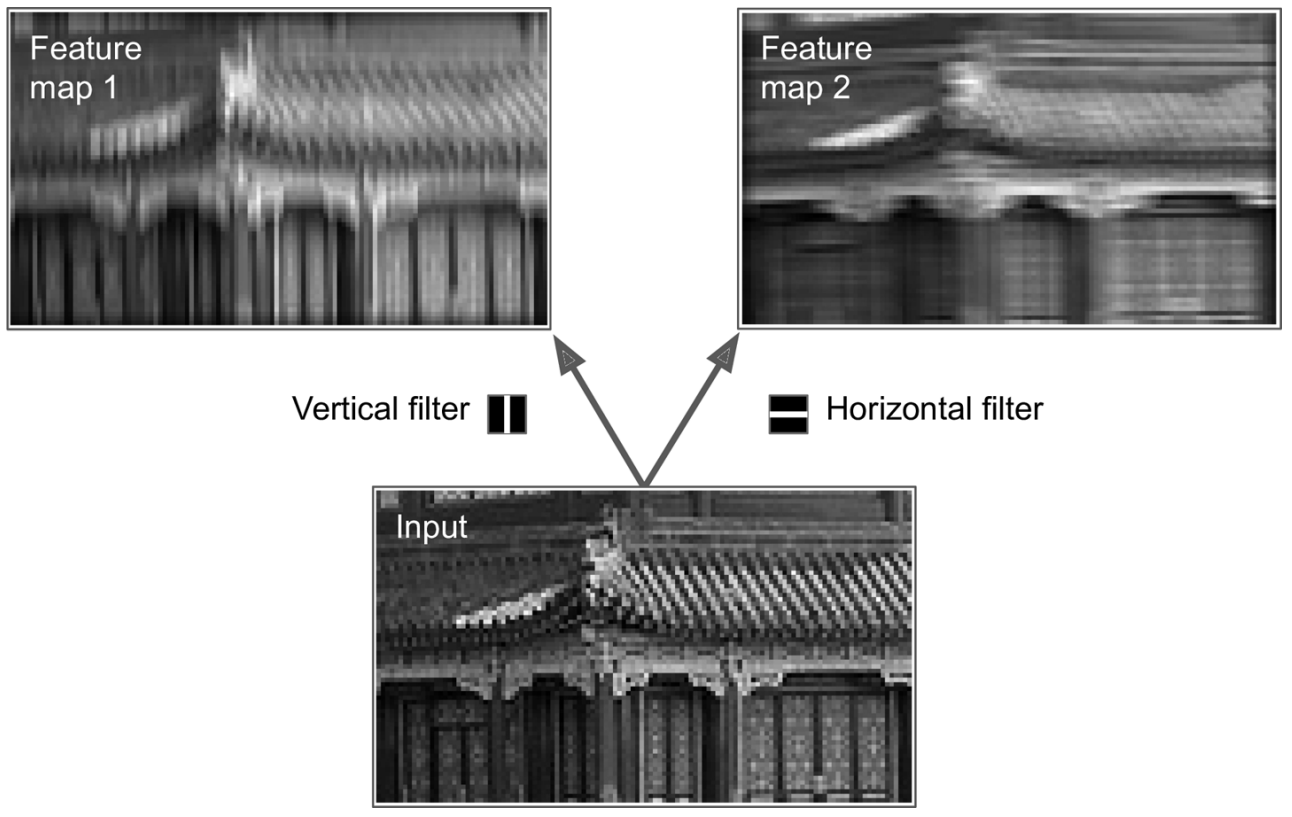 Feature
map 1
Feature
map 2
Vertical filter
Horizontal filter
Input